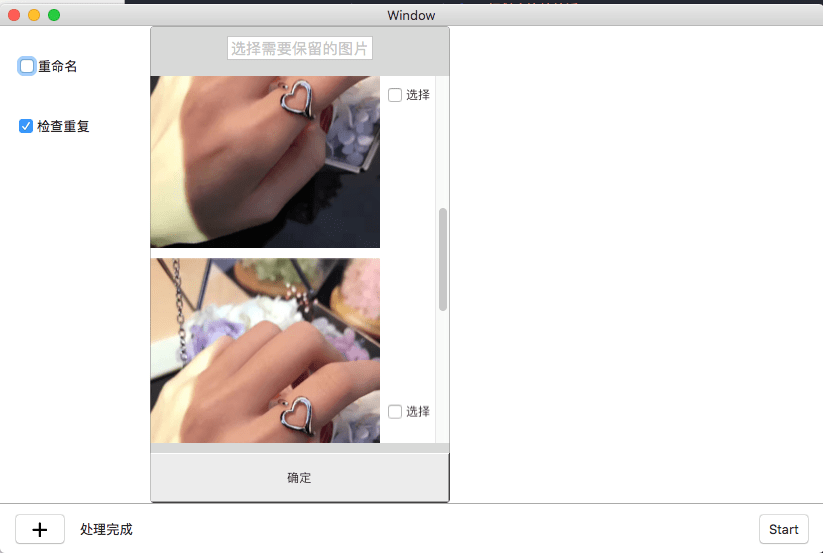 Window
重命名
检查重复
选择需要保留的图片
选择
选择
确定
处理完成
Start